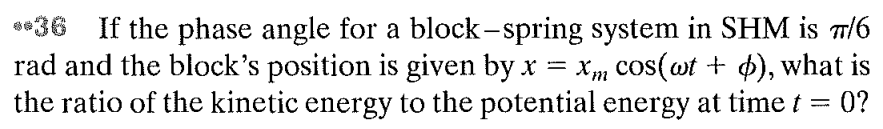 ••36 If the phase angle for a block–spring system in SHM is π/6
rad and the block's position is given by x = xₘ cos(ωt + ϕ), what is
the ratio of the kinetic energy to the potential energy at time t = 0?